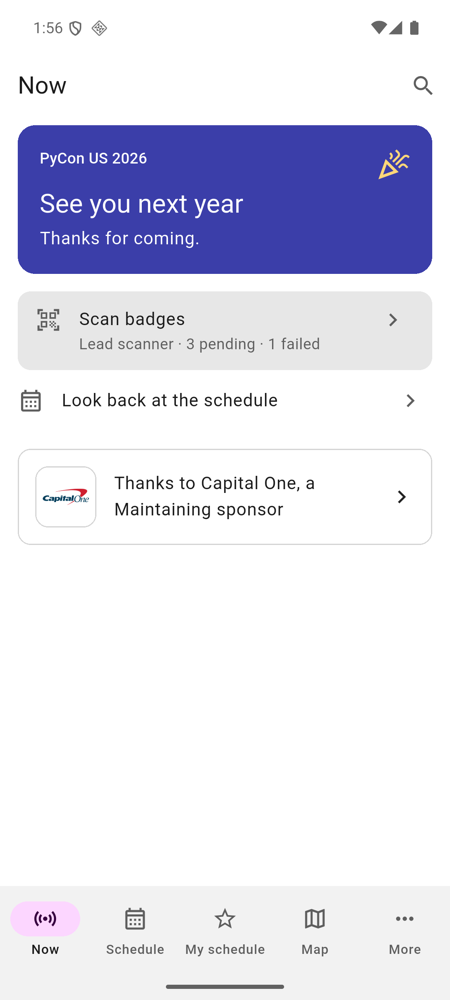 1:56
Now
PyCon US 2026
See you next year
Thanks for coming.
Scan badges
Lead scanner · 3 pending · 1 failed
Look back at the schedule
CapitalOne
Thanks to Capital One, a
Maintaining sponsor
Now
Schedule
My schedule
Map
More